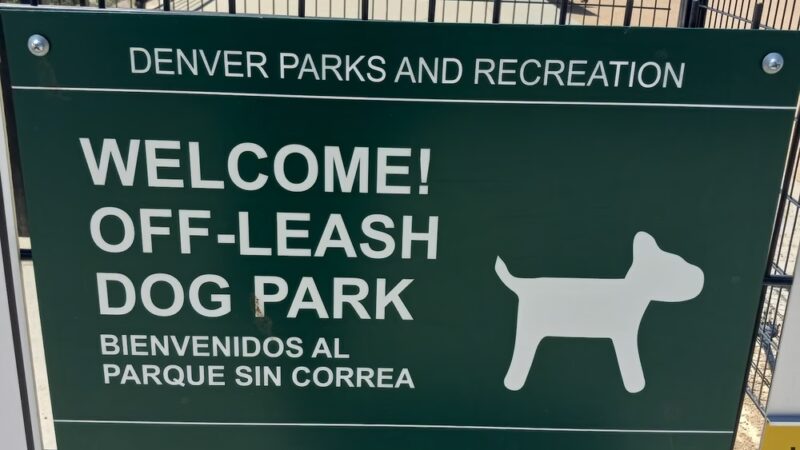 DENVER PARKS AND RECREATION
WELCOME!
OFF-LEASH
DOG PARK
BIENVENIDOS AL
PARQUE SIN CORREA